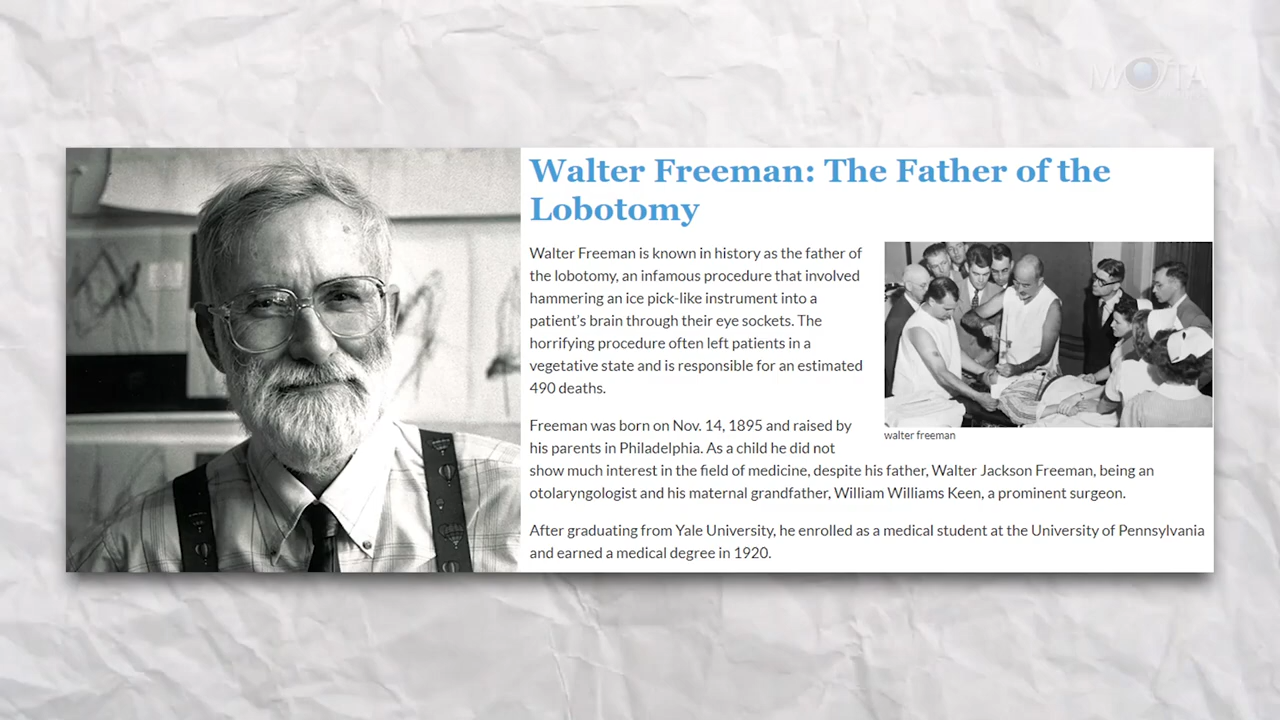 MOTA
Walter Freeman: The Father of the
Lobotomy
Walter Freeman is known in history as the father of
the lobotomy, an infamous procedure that involved
hammering an ice pick-like instrument into a
patient’s brain through their eye sockets. The
horrifying procedure often left patients in a
vegetative state and is responsible for an estimated
490 deaths.
walter freeman
Freeman was born on Nov. 14, 1895 and raised by
his parents in Philadelphia. As a child he did not
show much interest in the field of medicine, despite his father, Walter Jackson Freeman, being an
otolaryngologist and his maternal grandfather, William Williams Keen, a prominent surgeon.
After graduating from Yale University, he enrolled as a medical student at the University of Pennsylvania
and earned a medical degree in 1920.